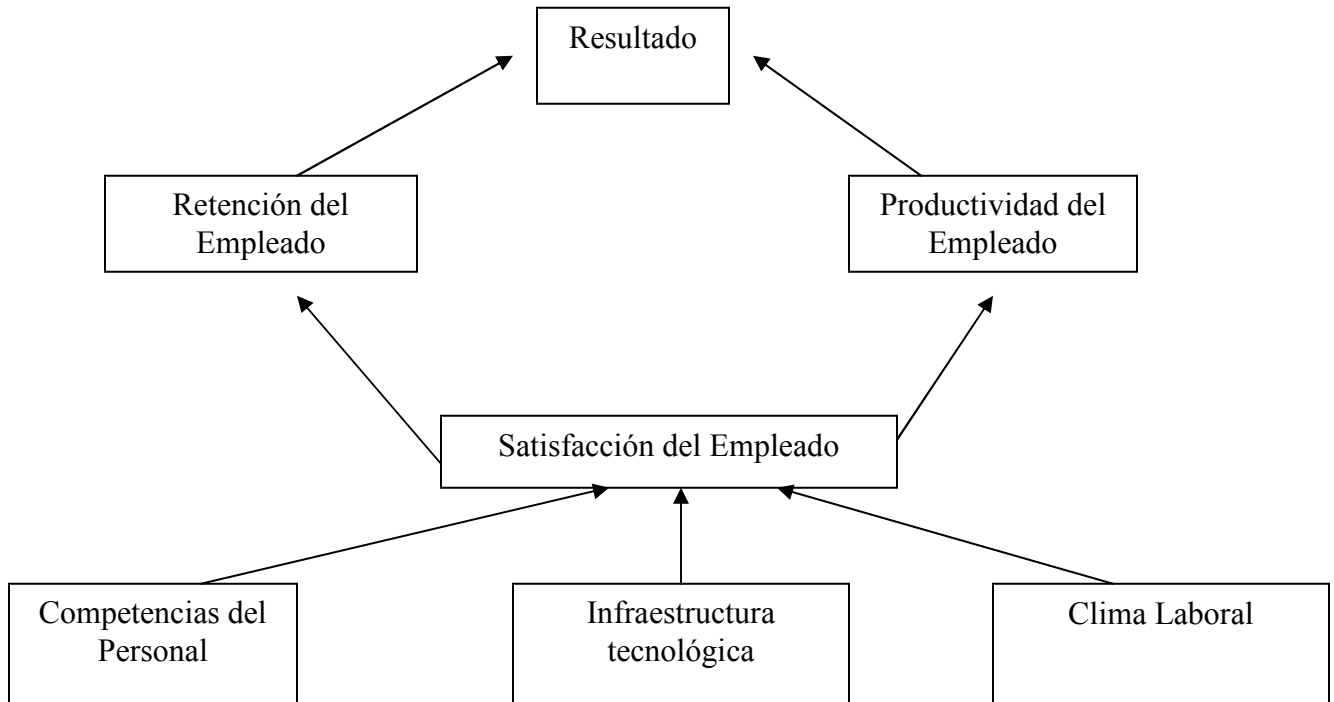 Resultado
Retención del
Empleado
Productividad del
Empleado
Satisfacción del Empleado
Competencias del
Personal
Infraestructura
tecnológica
Clima Laboral